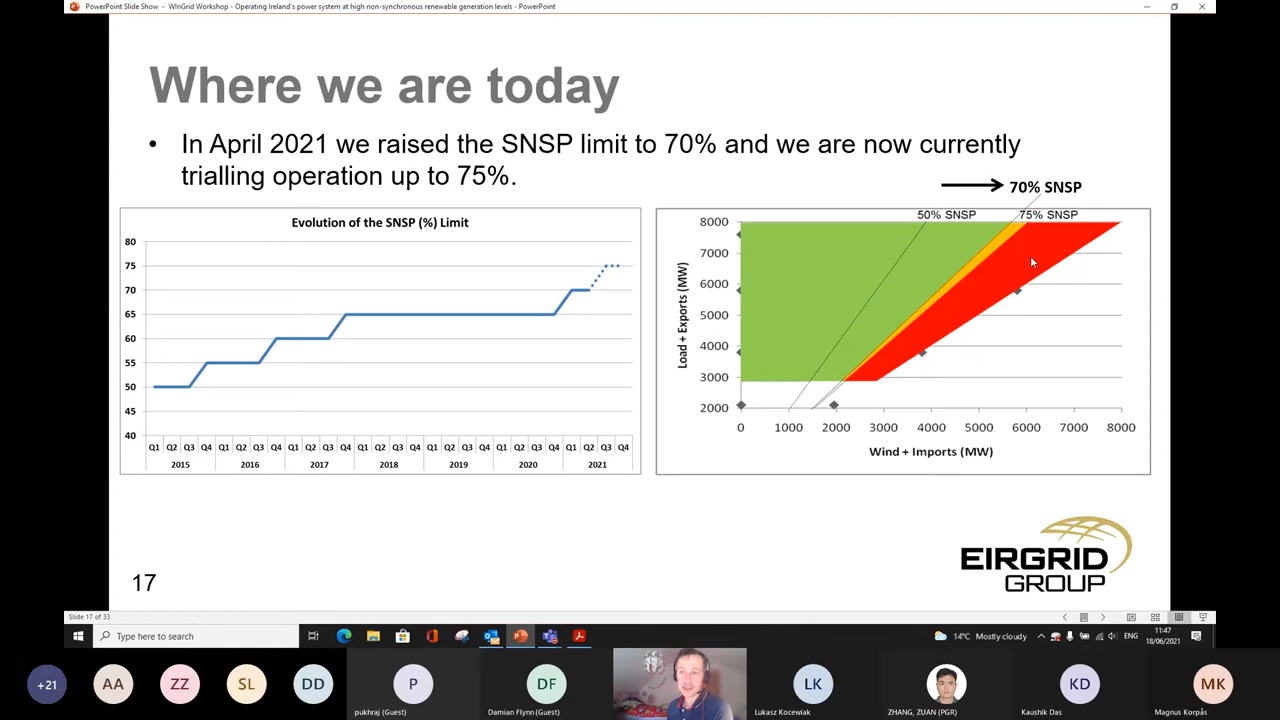 PowerPoint Slide Show - WInGrid Workshop - Operating Ireland's power system at high non-synchronous renewable generation levels - PowerPoint
Where we are today
• In April 2021 we raised the SNSP limit to 70% and we are now currently
trialling operation up to 75%.
70% SNSP
Evolution of the SNSP (%) Limit
80
75
70
65
60
55
50
45
40
Q1 Q2 Q3 Q4 Q1 Q2 Q3 Q4 Q1 Q2 Q3 Q4 Q1 Q2 Q3 Q4 Q1 Q2 Q3 Q4 Q1 Q2 Q3 Q4 Q1 Q2 Q3 Q4
2015 2016 2017 2018 2019 2020 2021
50% SNSP 75% SNSP
Load + Exports (MW)
8000
7000
6000
5000
4000
3000
2000
0 1000 2000 3000 4000 5000 6000 7000 8000
Wind + Imports (MW)
EIRGRID
GROUP
17
Slide 17 of 33
Type here to search
14°C Mostly cloudy
ENG
11:47
18/06/2021
+21
AA
ZZ
SL
DD
P
pukhraj (Guest)
DF
Damian Flynn(Guest)
LK
Lukasz Kocewiak
ZHANG, ZUAN (PGR)
KD
Kaushik Das
MK
Magnus Korpås